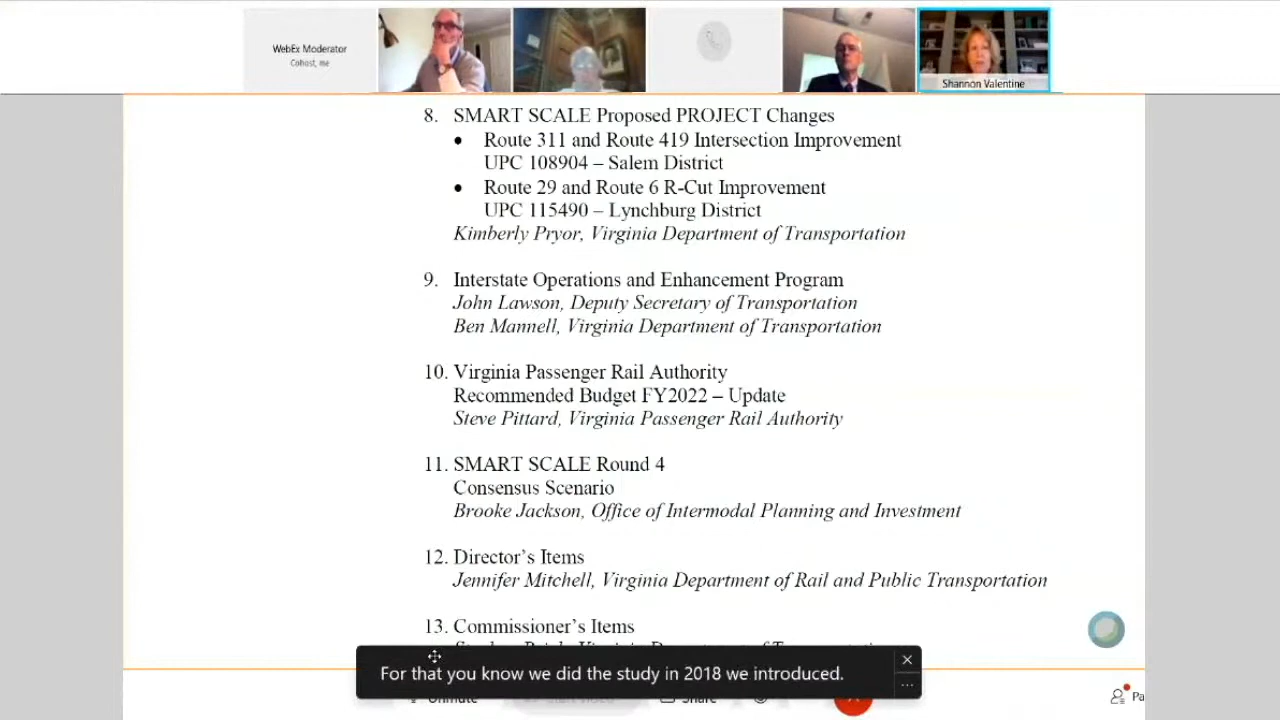 WebEx Moderator
Cohost, me
Shannon Valentine
8. SMART SCALE Proposed PROJECT Changes
• Route 311 and Route 419 Intersection Improvement
UPC 108904 – Salem District
• Route 29 and Route 6 R-Cut Improvement
UPC 115490 – Lynchburg District
Kimberly Pryor, Virginia Department of Transportation
9. Interstate Operations and Enhancement Program
John Lawson, Deputy Secretary of Transportation
Ben Mannell, Virginia Department of Transportation
10. Virginia Passenger Rail Authority
Recommended Budget FY2022 – Update
Steve Pittard, Virginia Passenger Rail Authority
11. SMART SCALE Round 4
Consensus Scenario
Brooke Jackson, Office of Intermodal Planning and Investment
12. Director's Items
Jennifer Mitchell, Virginia Department of Rail and Public Transportation
13. Commissioner's Items
For that you know we did the study in 2018 we introduced.
Unmute
Share
Pa